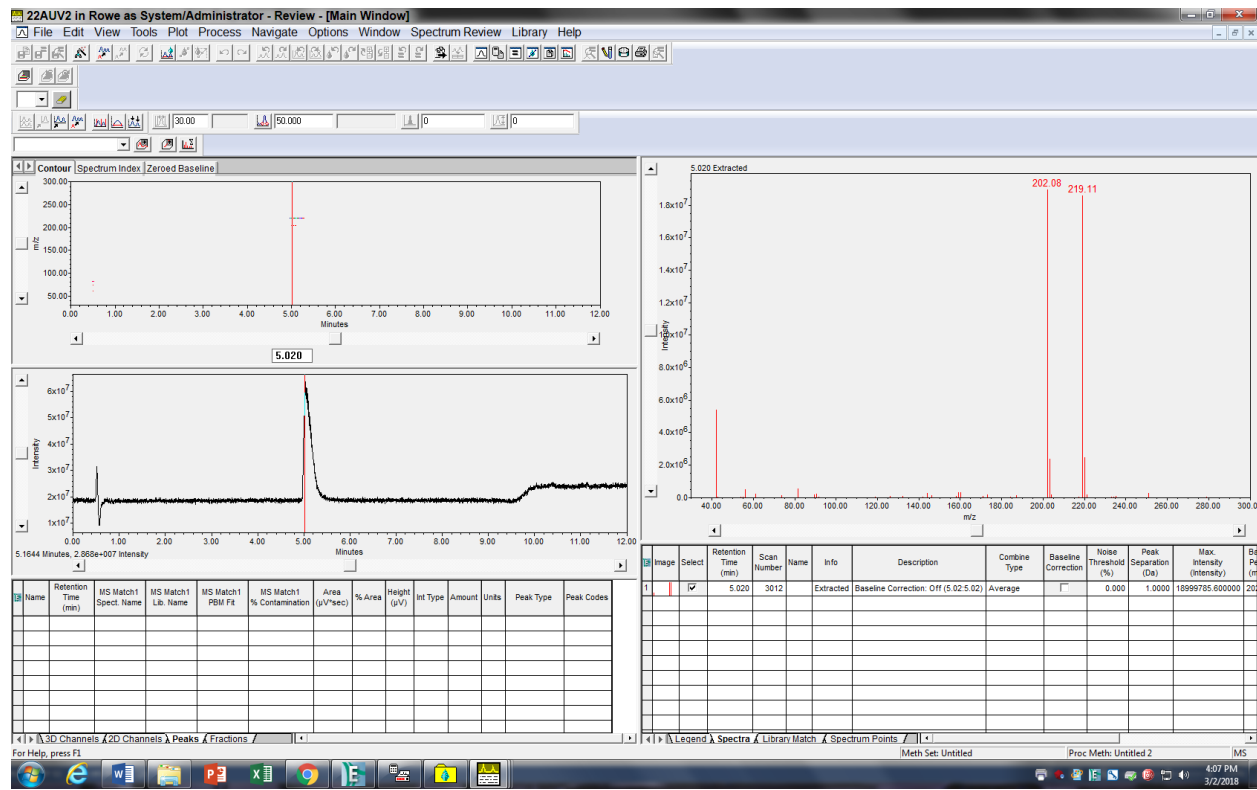 22AUV2 in Rowe as System/Administrator - Review - [Main Window]
File Edit View Tools Plot Process Navigate Options Window Spectrum Review Library Help
30.00 50.000 0 0
Contour Spectrum Index Zeroed Baseline
300.00
250.00
200.00
150.00
100.00
50.00
m/z
0.00 1.00 2.00 3.00 4.00 5.00 6.00 7.00 8.00 9.00 10.00 11.00 12.00
Minutes
5.020
6x10⁷
5x10⁷
4x10⁷
3x10⁷
2x10⁷
1x10⁷
Intensity
0.00 1.00 2.00 3.00 4.00 5.00 6.00 7.00 8.00 9.00 10.00 11.00 12.00
Minutes
5.1644 Minutes, 2.868e+007 Intensity
Name Retention Time (min) MS Match1 Spect. Name MS Match1 Lib. Name MS Match1 PBM Fit MS Match1 % Contamination Area (µV*sec) % Area Height (µV) Int Type Amount Units Peak Type Peak Codes
3D Channels 2D Channels Peaks Fractions
5.020 Extracted
202.08 219.11
1.8x10⁷
1.6x10⁷
1.4x10⁷
1.2x10⁷
1.0x10⁷
8.0x10⁶
6.0x10⁶
4.0x10⁶
2.0x10⁶
0.0
Intensity
40.00 60.00 80.00 100.00 120.00 140.00 160.00 180.00 200.00 220.00 240.00 260.00 280.00 300.0
m/z
Image Select Retention Time (min) Scan Number Name Info Description Combine Type Baseline Correction Noise Threshold (%) Peak Separation (Da) Max. Intensity (Intensity)
1 5.020 3012 Extracted Baseline Correction: Off (5.02:5.02) Average 0.000 1.0000 18999785.600000 202
Legend Spectra Library Match Spectrum Points
For Help, press F1 Meth Set: Untitled Proc Meth: Untitled 2 MS
4:07 PM
3/2/2018